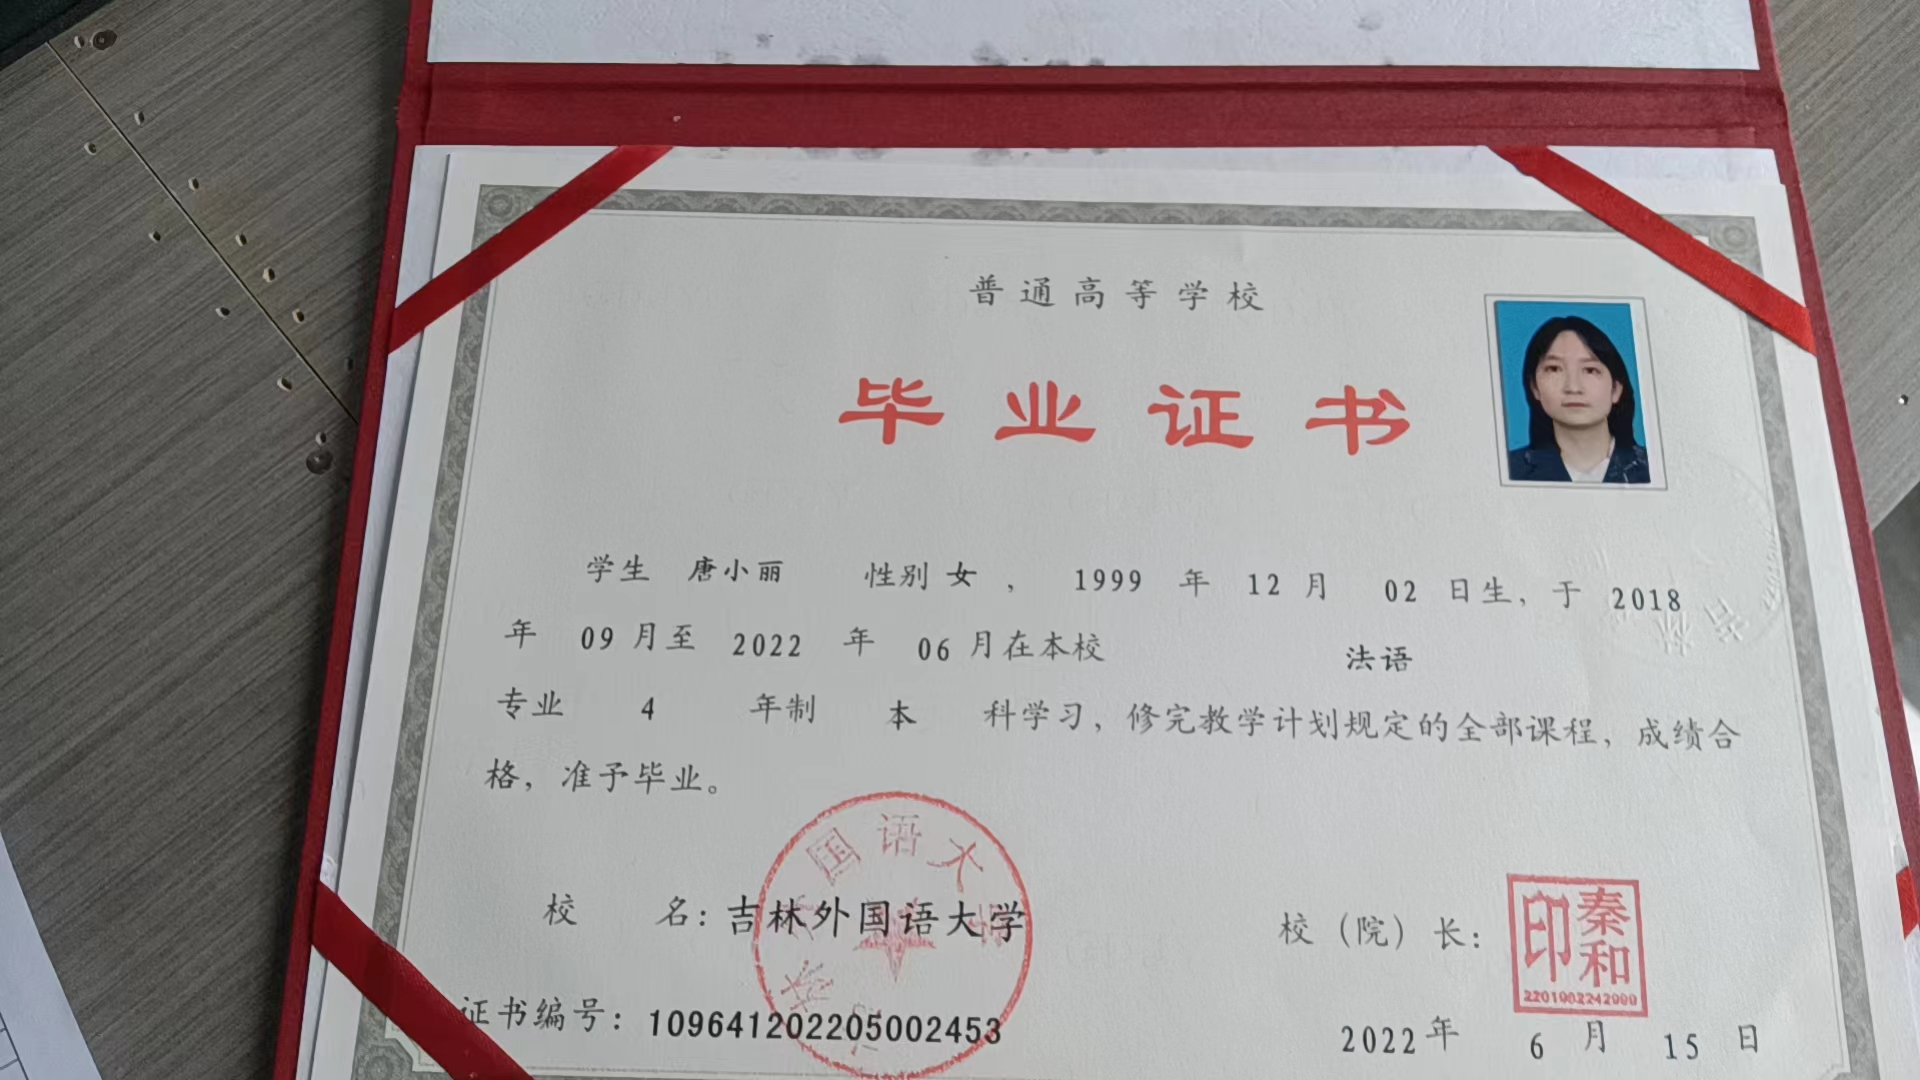 普通高等学校
毕业证书
学生 唐小丽 性别 女 , 1999 年 12 月 02 日生, 于 2018
年 09 月至 2022 年 06 月在本校 法语
专业 4 年制 本 科学习, 修完教学计划规定的全部课程, 成绩合
格, 准予毕业。
校 名: 吉林外国语大学
校 (院) 长:
秦和印
2201002242990
证书编号: 109641202205002453
2022 年 6 月 15 日